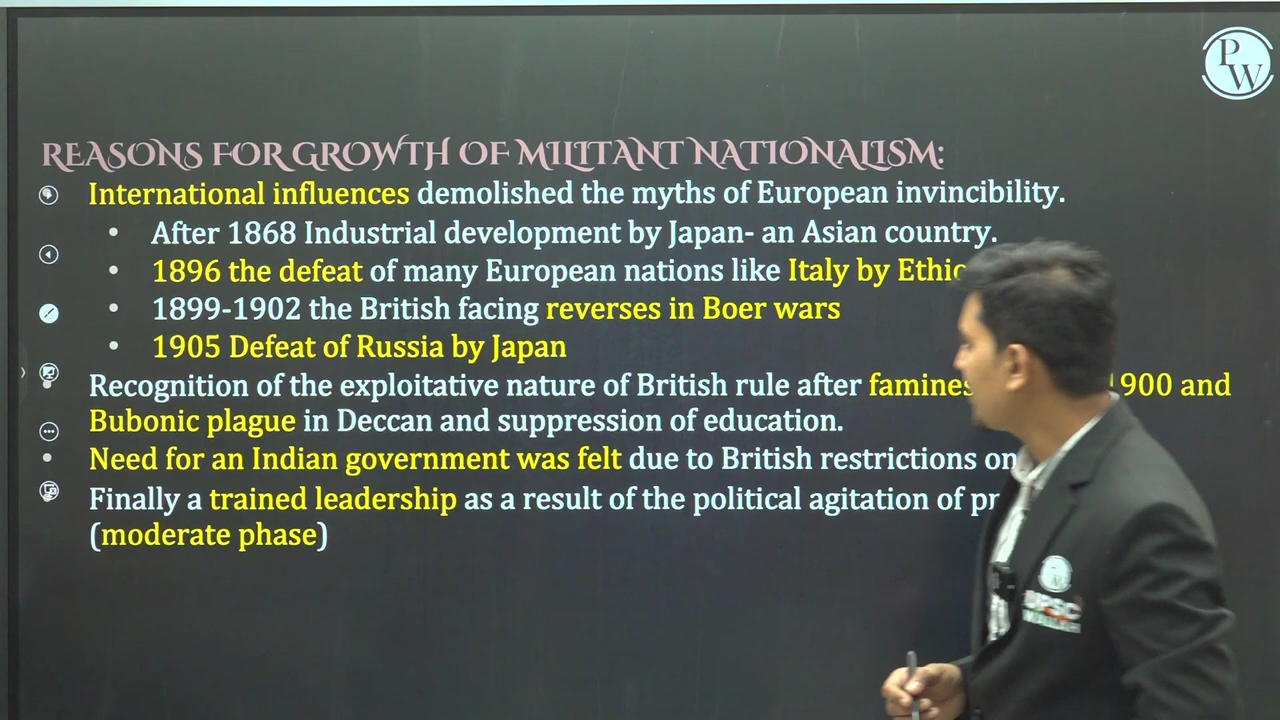 PW
REASONS FOR GROWTH OF MILITANT NATIONALISM:
International influences demolished the myths of European invincibility.
• After 1868 Industrial development by Japan- an Asian country.
• 1896 the defeat of many European nations like Italy by Ethio
• 1899-1902 the British facing reverses in Boer wars
• 1905 Defeat of Russia by Japan
Recognition of the exploitative nature of British rule after famines 1900 and
Bubonic plague in Deccan and suppression of education.
• Need for an Indian government was felt due to British restrictions on
Finally a trained leadership as a result of the political agitation of pr
(moderate phase)